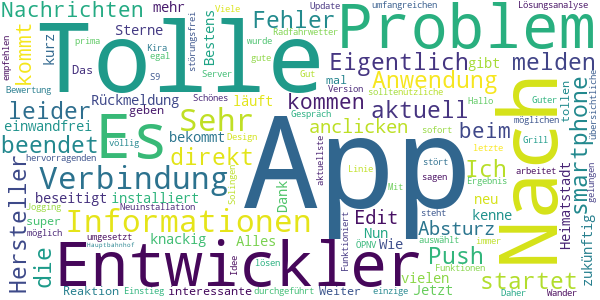 Nachrichten
mehr
Fehler
Viele
Update
umfangreichen
Lösungsanalyse
empfehlen
kommt
kurz
Tolle
Sterne
Bestens
Radfahrwetter
prima
wurde
störungsfrei
Problem
Das
Kira
egal
gute
Eigentlich
melden
Bewertung
S9
Server
Gut
Anwendung
gibt
tollen
übersichtliche
Schönes
mal
Version
solltenützliche
leider
Es
Rückmeldung
läuft
kommen
aktuell
Hallo
Guter
einwandfrei
geben
Sehr
Gespräch
sofort
möglichen
beendet
bekommt
anclicken
beim
Smartphone
Grill
völlig
direkt
Design
letzte
Nach
Hersteller
die
Verbindung
App
aktuellste
Linie
stört
Ich
Heimatstadt
gelungen
hervorragenden
Solingen
Mit
sagen
Ergebnis
arbeitet
beseitigt
installiert
Dank
Edit
Absturz
neu
zukünftig
Jogging
Neuinstallation
Informationen
steht
kenne
super
umgesetzt
knackig
Alles
Funktioniert
Nun
Wie
auswählt
immer
möglich
Hauptbahnhof
Entwickler
Idee
lösen
ÖPNV
vielen
Push
Funktionen
startet
Reaktion
Einstieg
interessante
durchgeführt
Weiter
einzige
Jetzt
Daher
Wander